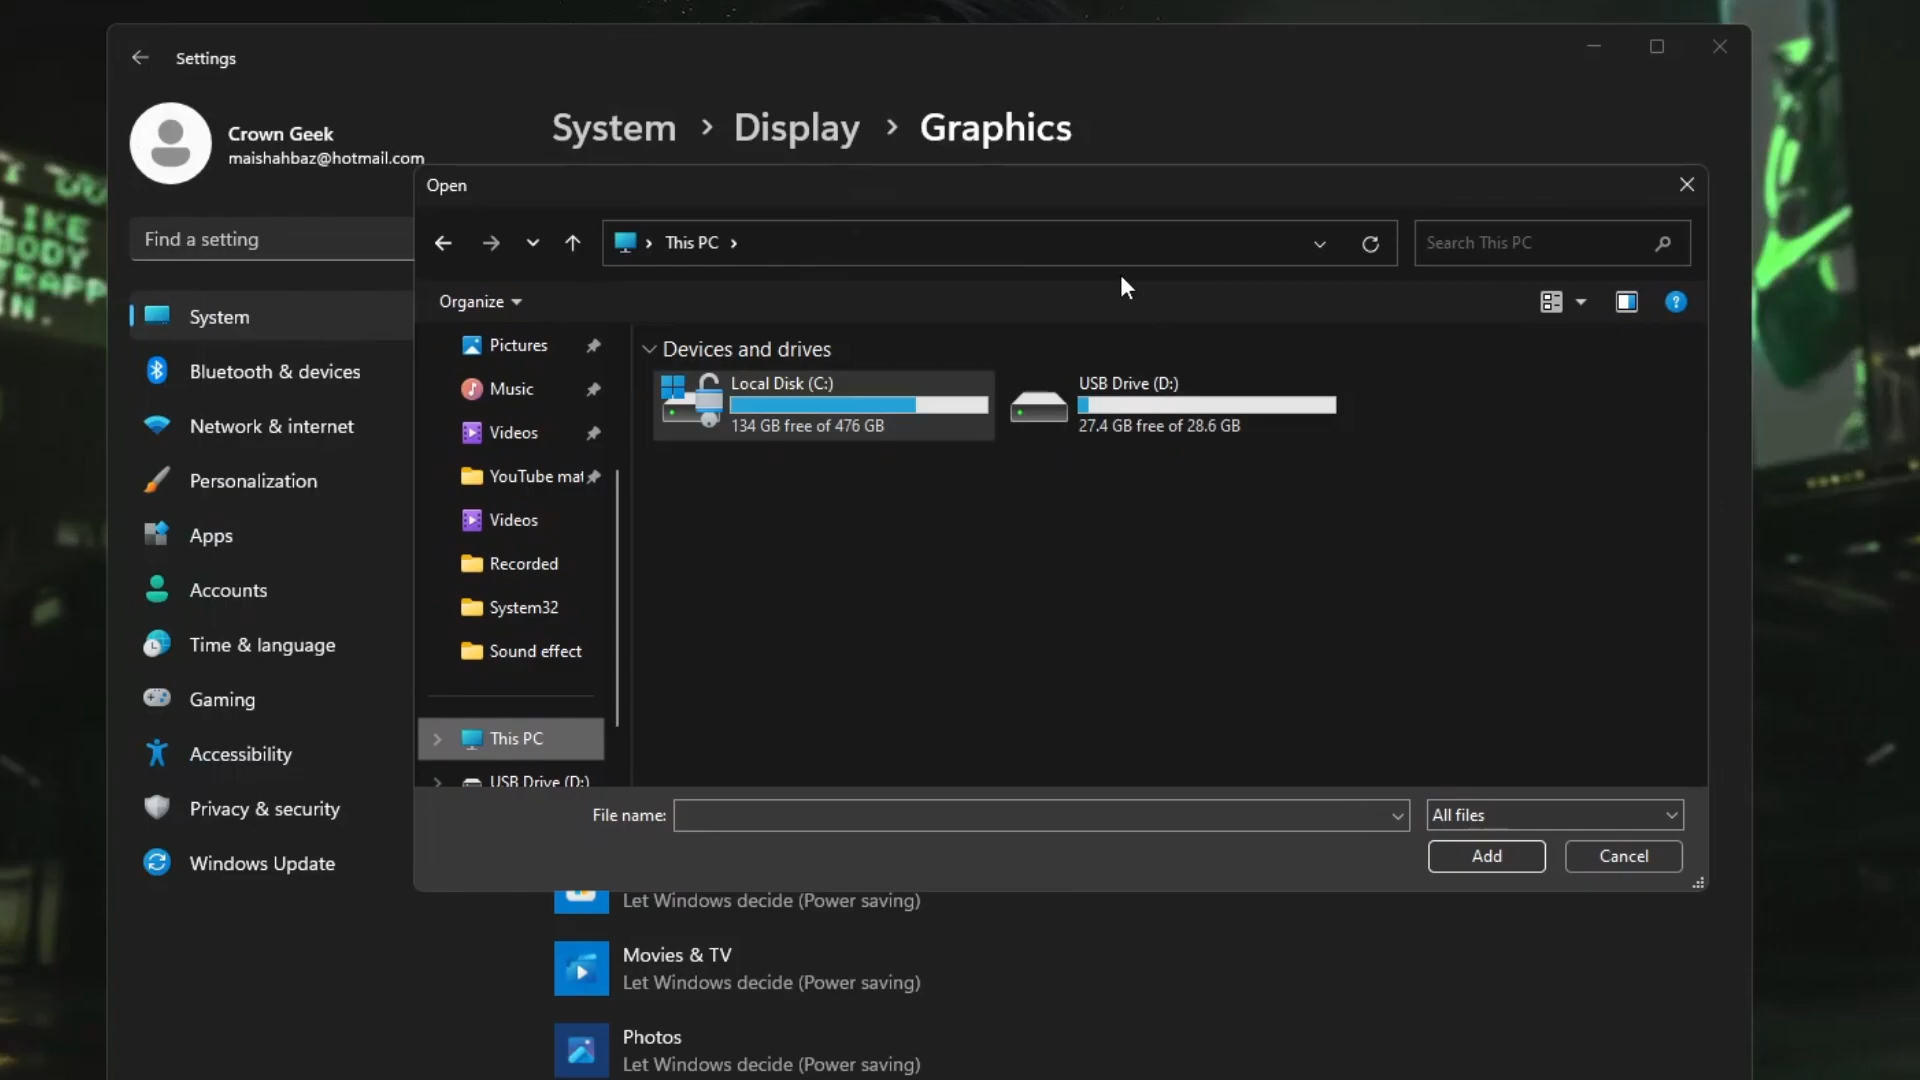 Settings
Crown Geek
maishahbaz@hotmail.com
System > Display > Graphics
Find a setting
System
Bluetooth & devices
Network & internet
Personalization
Apps
Accounts
Time & language
Gaming
Accessibility
Privacy & security
Windows Update
Open
This PC
Search This PC
Organize
Pictures
Music
Videos
YouTube mat
Videos
Recorded
System32
Sound effect
This PC
USB Drive (D:)
Devices and drives
Local Disk (C:)
134 GB free of 476 GB
USB Drive (D:)
27.4 GB free of 28.6 GB
File name:
All files
Add
Cancel
Let Windows decide (Power saving)
Movies & TV
Let Windows decide (Power saving)
Photos
Let Windows decide (Power saving)
LIKE
BODY
TRAPP
IN.